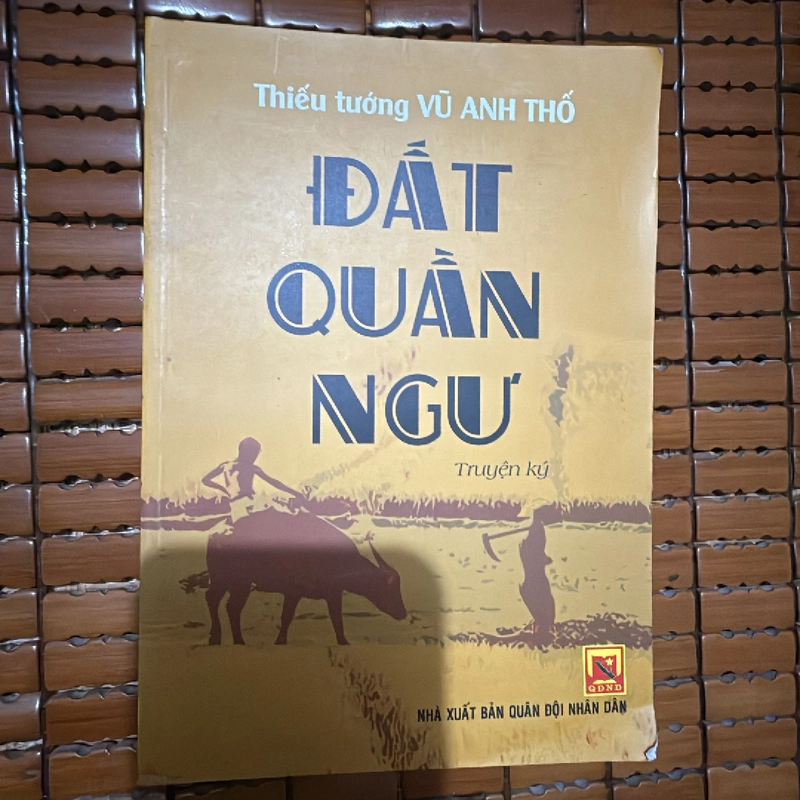 Thiếu tướng VŨ ANH THỐ
ĐẤT
QUẦN
NGƯ
Truyện ký
QĐND
NHÀ XUẤT BẢN QUÂN ĐỘI NHÂN DÂN